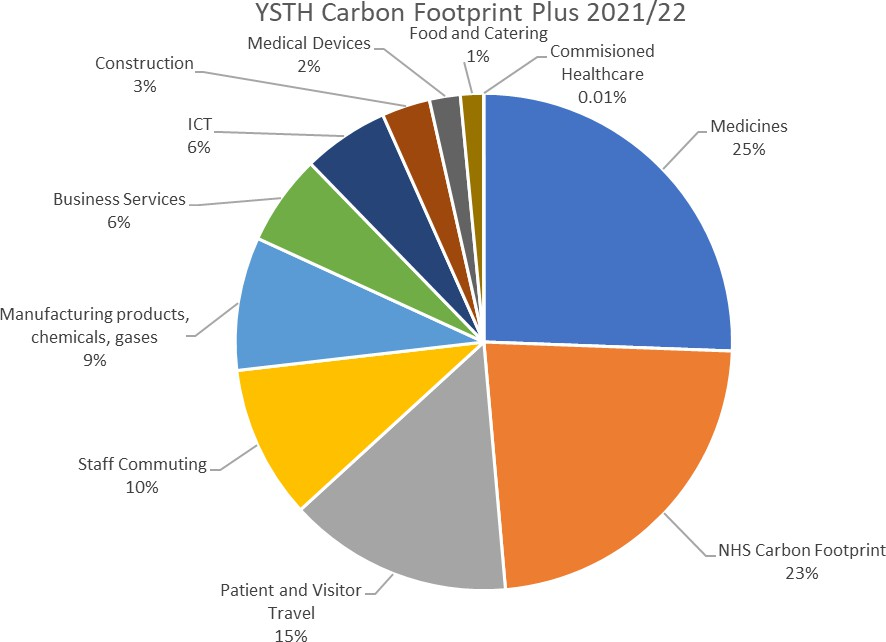 YSTH Carbon Footprint Plus 2021/22
Food and Catering
1%
Medical Devices
2%
Commisioned
Healthcare
0.01%
Construction
3%
Medicines
25%
ICT
6%
Business Services
6%
Manufacturing products,
chemicals, gases
9%
Staff Commuting
10%
NHS Carbon Footprint
23%
Patient and Visitor
Travel
15%